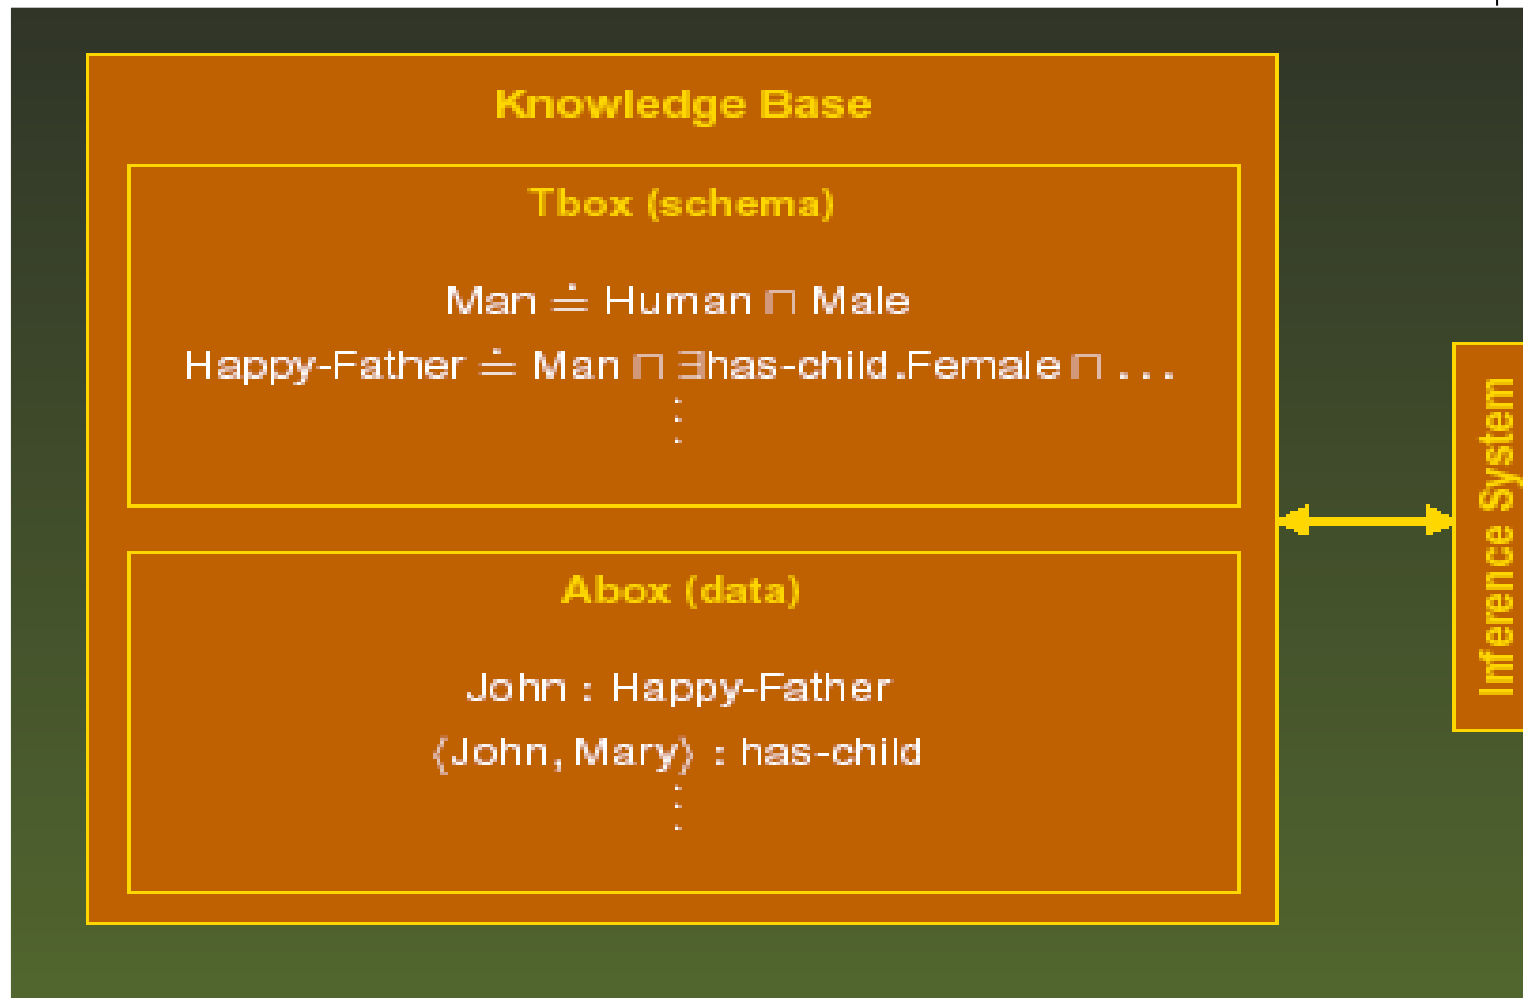 Knowledge Base
Tbox (schema)
Man ≐ Human ⊓ Male
Happy-Father ≐ Man ⊓ ∃has-child.Female ⊓ ...
⋮
Abox (data)
John : Happy-Father
⟨John, Mary⟩ : has-child
⋮
Inference System